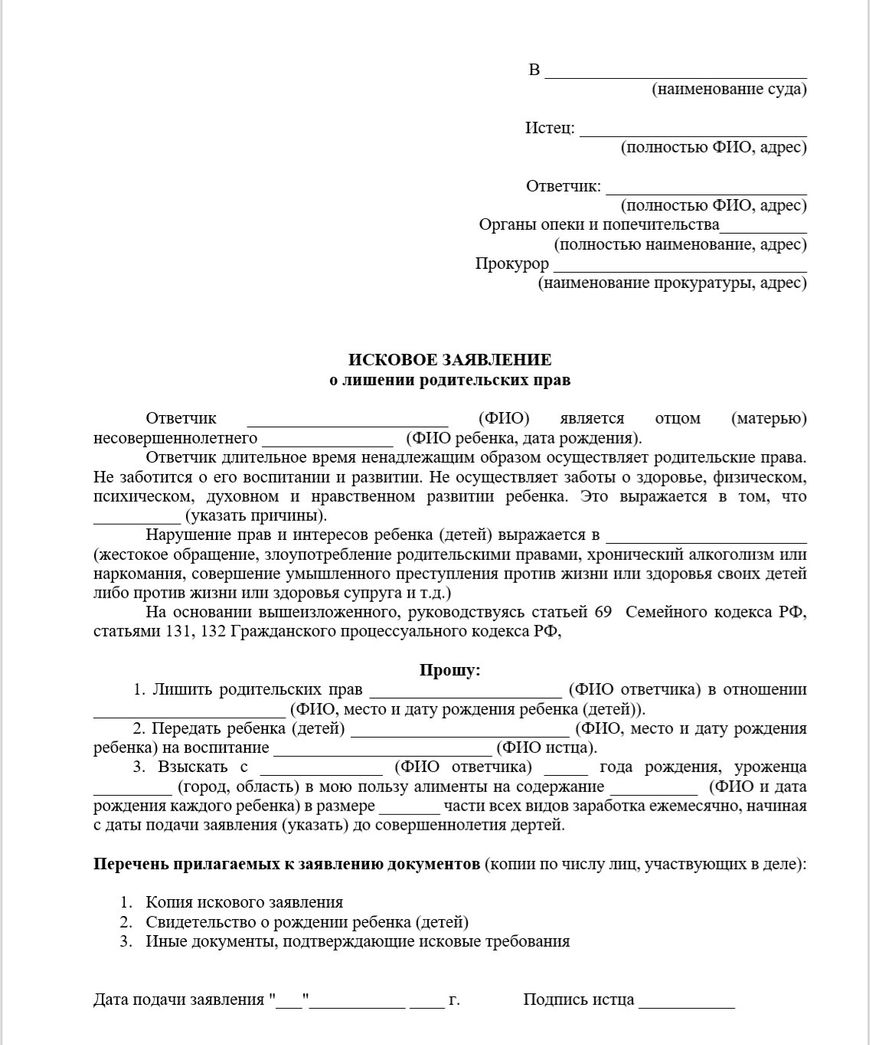 В ______________________________
(наименование суда)
Истец: __________________________
(полностью ФИО, адрес)
Ответчик: _______________________
(полностью ФИО, адрес)
Органы опеки и попечительства__________
(полностью наименование, адрес)
Прокурор _____________________________
(наименование прокуратуры, адрес)
ИСКОВОЕ ЗАЯВЛЕНИЕ
о лишении родительских прав
Ответчик _______________________ (ФИО) является отцом (матерью)
несовершеннолетнего _______________ (ФИО ребенка, дата рождения).
Ответчик длительное время ненадлежащим образом осуществляет родительские права.
Не заботится о его воспитании и развитии. Не осуществляет заботы о здоровье, физическом,
психическом, духовном и нравственном развитии ребенка. Это выражается в том, что
__________ (указать причины).
Нарушение прав и интересов ребенка (детей) выражается в _______________________
(жестокое обращение, злоупотребление родительскими правами, хронический алкоголизм или
наркомания, совершение умышленного преступления против жизни или здоровья своих детей
либо против жизни или здоровья супруга и т.д.)
На основании вышеизложенного, руководствуясь статьей 69 Семейного кодекса РФ,
статьями 131, 132 Гражданского процессуального кодекса РФ,
Прошу:
1. Лишить родительских прав ______________________ (ФИО ответчика) в отношении
______________________ (ФИО, место и дату рождения ребенка (детей)).
2. Передать ребенка (детей) _________________________ (ФИО, место и дату рождения
ребенка) на воспитание _________________________ (ФИО истца).
3. Взыскать с ______________ (ФИО ответчика) _____ года рождения, уроженца
_________ (город, область) в мою пользу алименты на содержание __________ (ФИО и дата
рождения каждого ребенка) в размере _______ части всех видов заработка ежемесячно, начиная
с даты подачи заявления (указать) до совершеннолетия дертей.
Перечень прилагаемых к заявлению документов (копии по числу лиц, участвующих в деле):
1. Копия искового заявления
2. Свидетельство о рождении ребенка (детей)
3. Иные документы, подтверждающие исковые требования
Дата подачи заявления "___"___________ ____ г. Подпись истца ___________